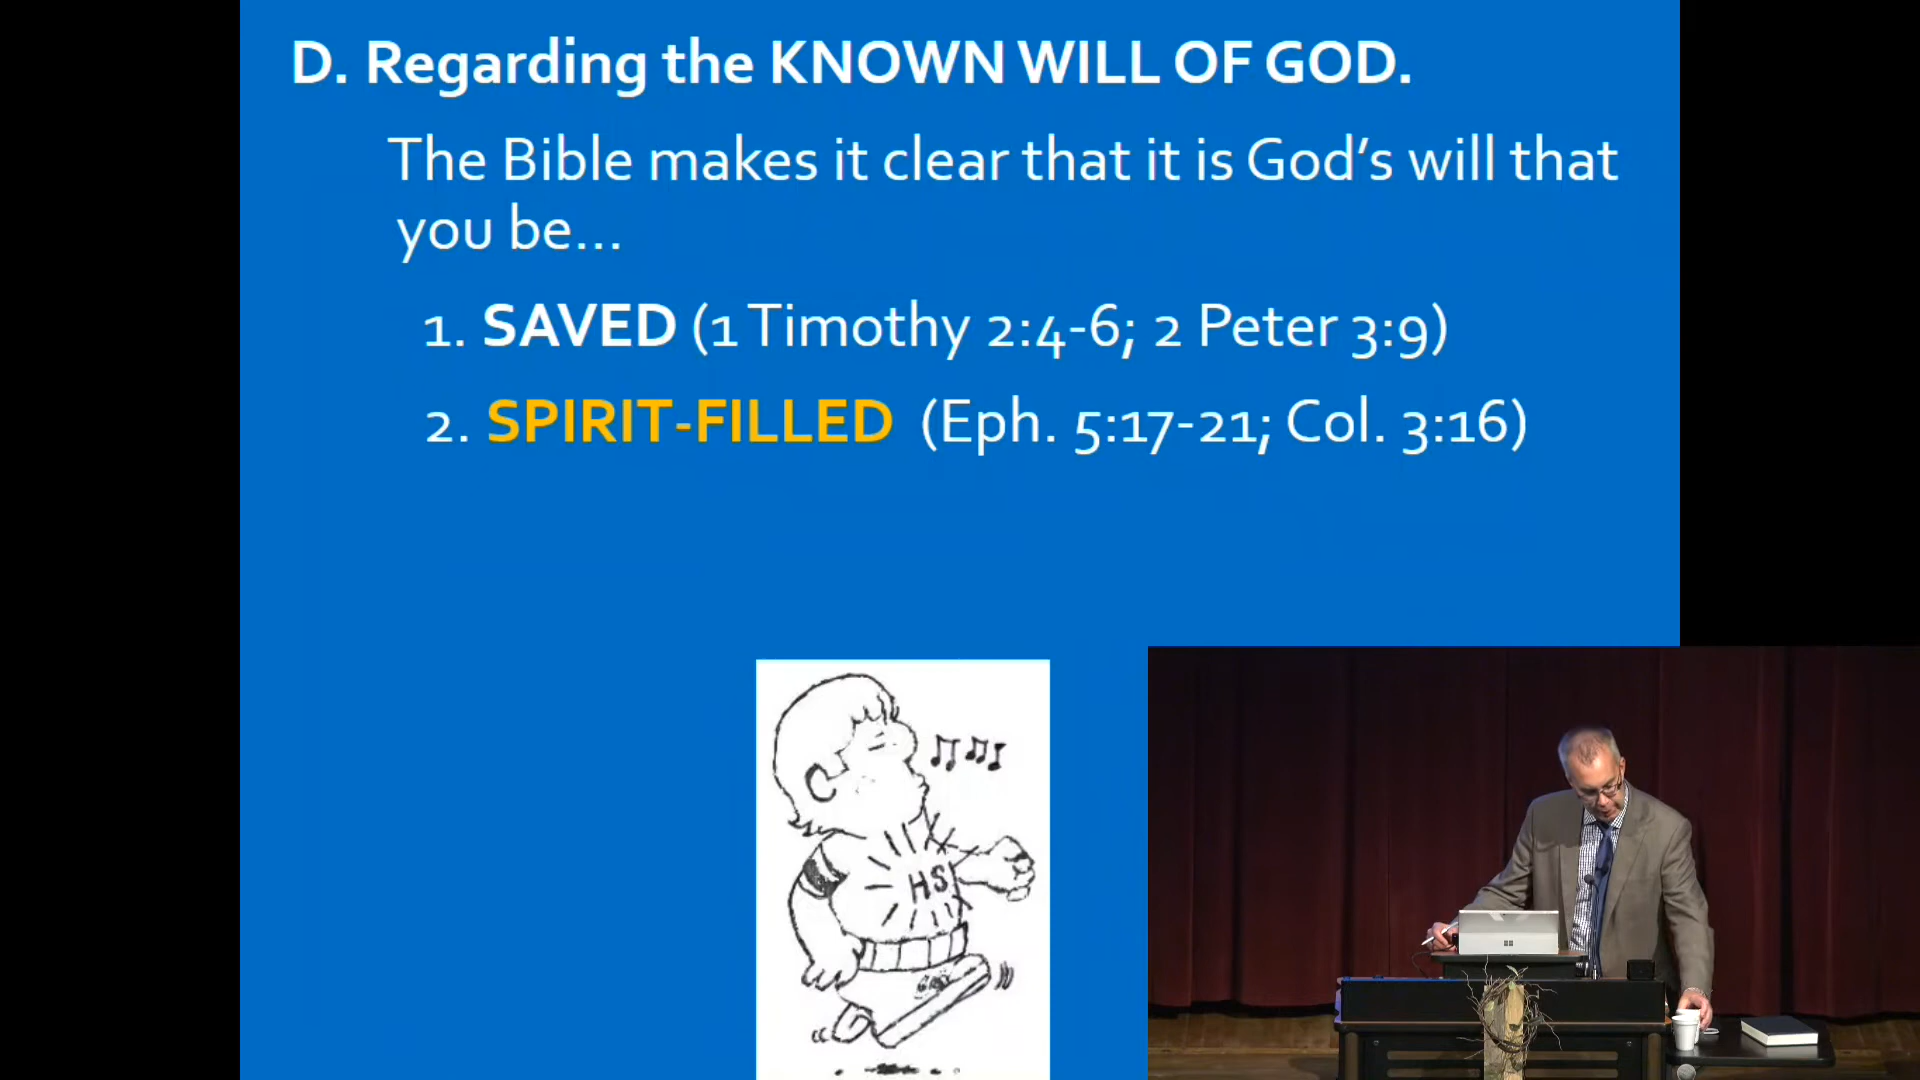 D. Regarding the KNOWN WILL OF GOD.
The Bible makes it clear that it is God’s will that
you be…
1. SAVED (1 Timothy 2:4-6; 2 Peter 3:9)
2. SPIRIT-FILLED (Eph. 5:17-21; Col. 3:16)
HS